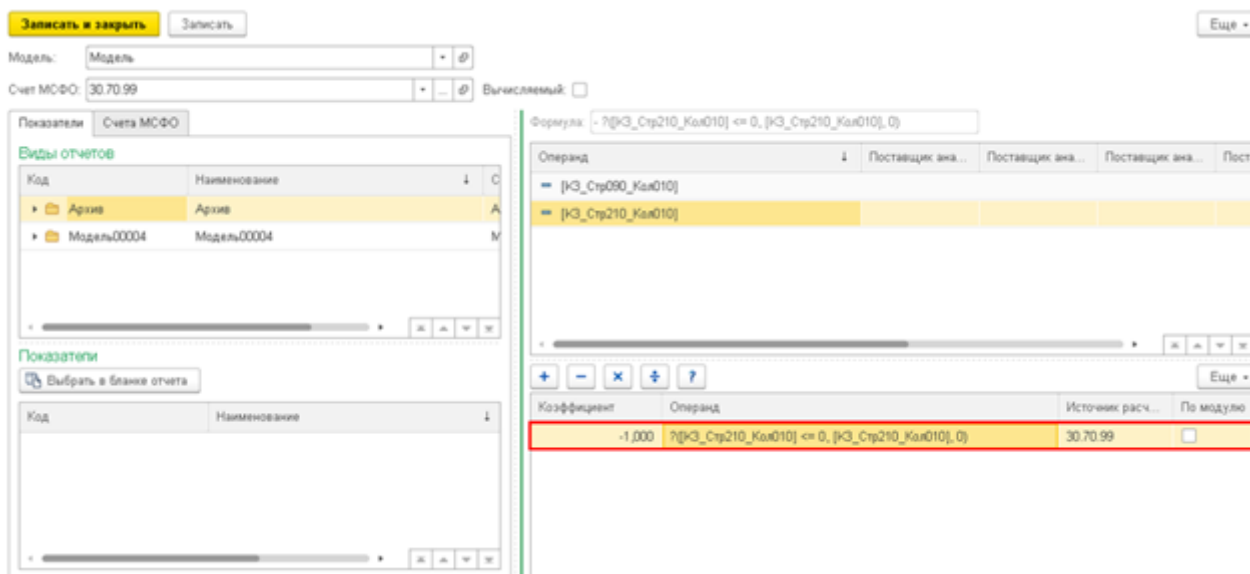 Записать и закрыть Записать Еще
Модель: Модель
Счет МСФО: 30.70.99 ... Вычисляемый:
Показатели Счета МСФО
Формула: - ?([КЗ_Стр210_Кол010] <= 0, [КЗ_Стр210_Кол010], 0)
Виды отчетов
Код Наименование ↓ С
Архив Архив А
Модель00004 Модель00004 М
Операнд ↓ Поставщик ана... Поставщик ана... Поставщик ана... Пост
[КЗ_Стр090_Кол010]
[КЗ_Стр210_Кол010]
Показатели
Выбрать в бланке отчета
Код Наименование ↓
+ − × ÷ ? Еще
Коэффициент Операнд Источник расч... По модулю
-1,000 ?([КЗ_Стр210_Кол010] <= 0, [КЗ_Стр210_Кол010], 0) 30.70.99